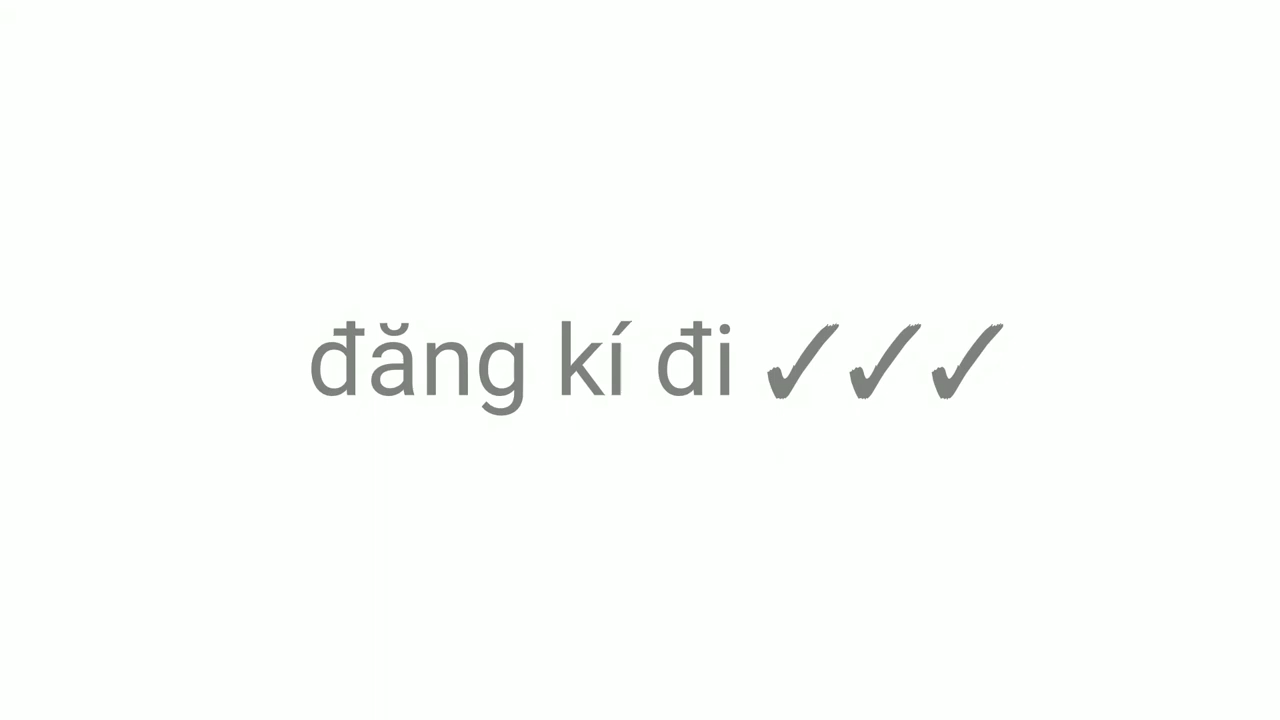 đăng kí đi ✓✓✓